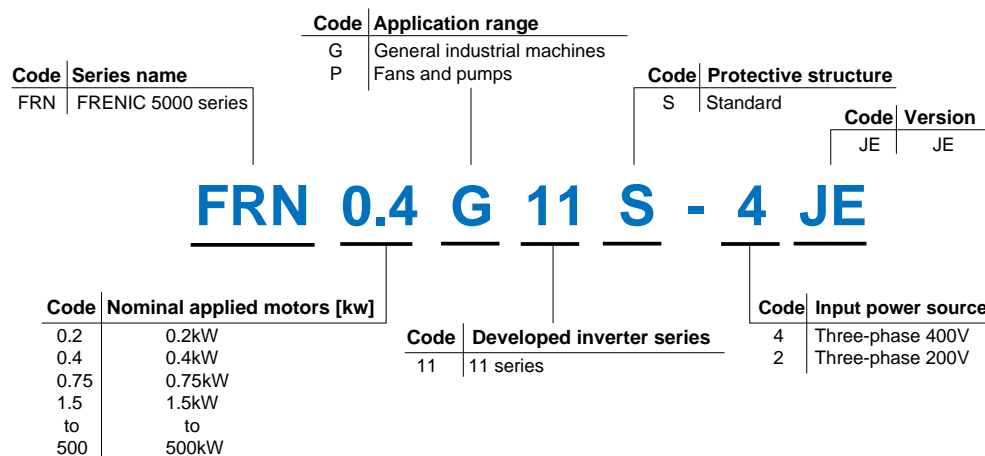 Code Application range
G General industrial machines
P Fans and pumps
Code Series name
FRN FRENIC 5000 series
Code Protective structure
S Standard
Code Version
JE JE
FRN 0.4 G 11 S - 4 JE
Code Nominal applied motors [kw]
0.2 0.2kW
0.4 0.4kW
0.75 0.75kW
1.5 1.5kW
to to
500 500kW
Code Developed inverter series
11 11 series
Code Input power source
4 Three-phase 400V
2 Three-phase 200V